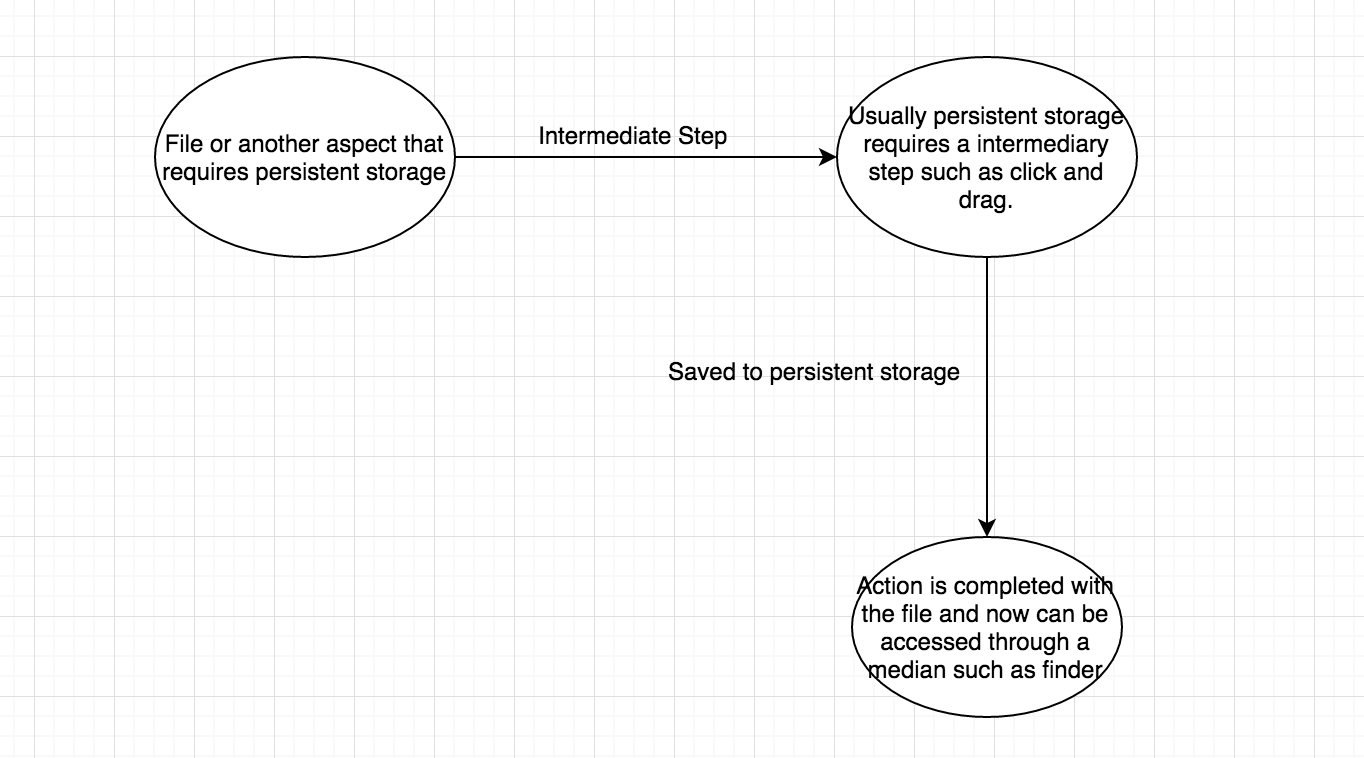 File or another aspect that
requires persistent storage
Intermediate Step
Usually persistent storage
requires a intermediary
step such as click and
drag.
Saved to persistent storage
Action is completed with
the file and now can be
accessed through a
median such as finder